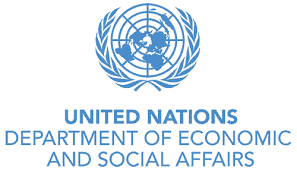 UNITED NATIONS
DEPARTMENT OF ECONOMIC
AND SOCIAL AFFAIRS